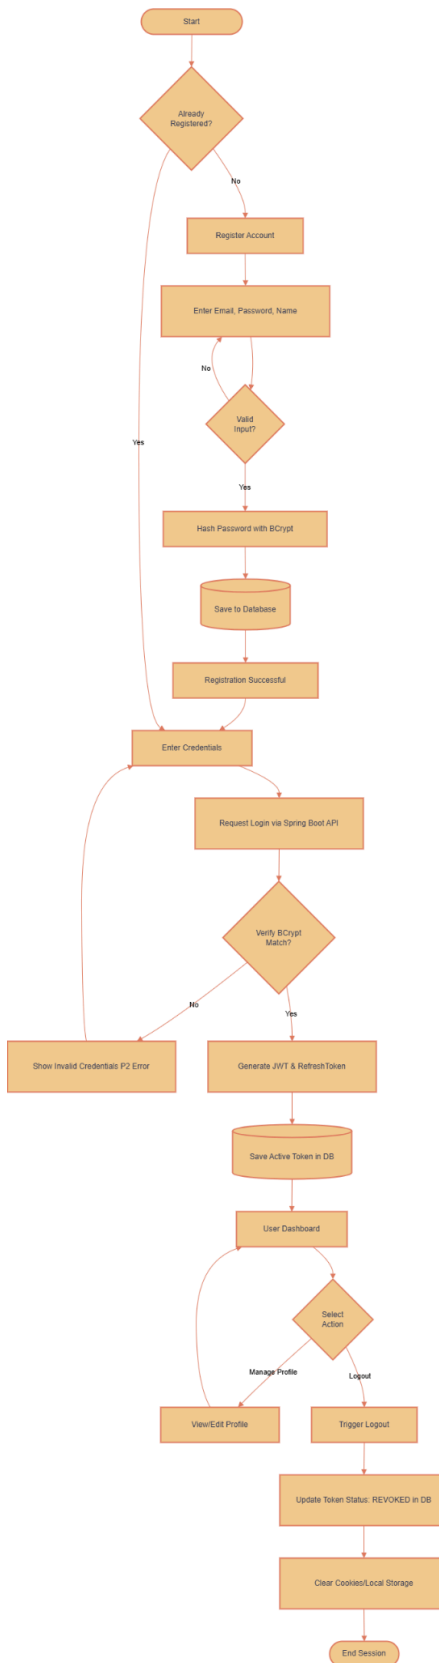 Start
Already
Registered?
No
Register Account
Enter Email, Password, Name
No
Valid
Input?
Yes
Yes
Hash Password with BCrypt
Save to Database
Registration Successful
Enter Credentials
Request Login via Spring Boot API
Verify BCrypt
Match?
No
Yes
Show Invalid Credentials P2 Error
Generate JWT & RefreshToken
Save Active Token in DB
User Dashboard
Select
Action
Manage Profile
Logout
View/Edit Profile
Trigger Logout
Update Token Status: REVOKED in DB
Clear Cookies/Local Storage
End Session